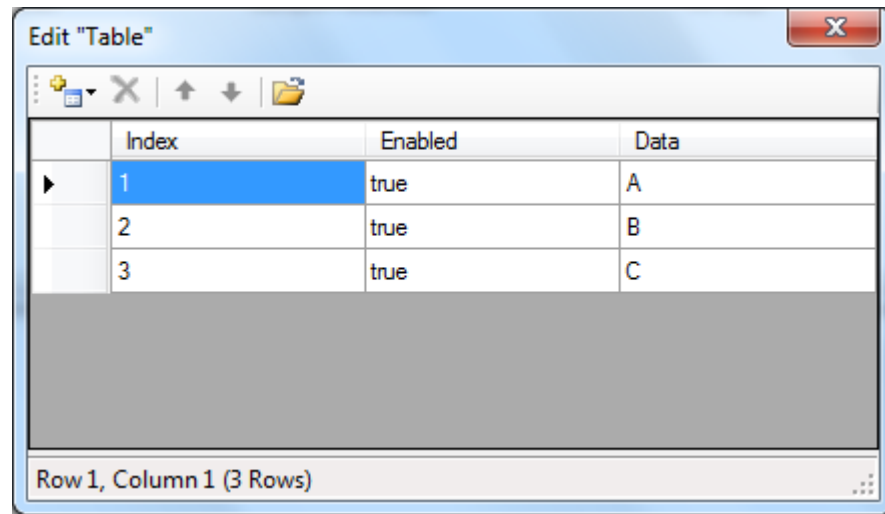 Edit "Table"
Index Enabled Data
1 true A
2 true B
3 true C
Row 1, Column 1 (3 Rows)